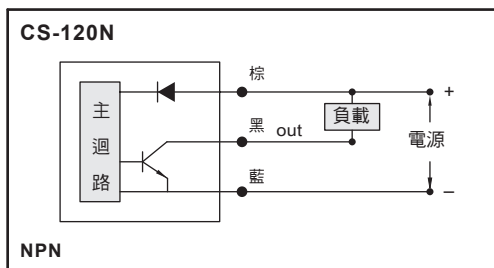 CS-120N
棕
+
主
迴
路
負載
黑 out
電源
藍
–
NPN